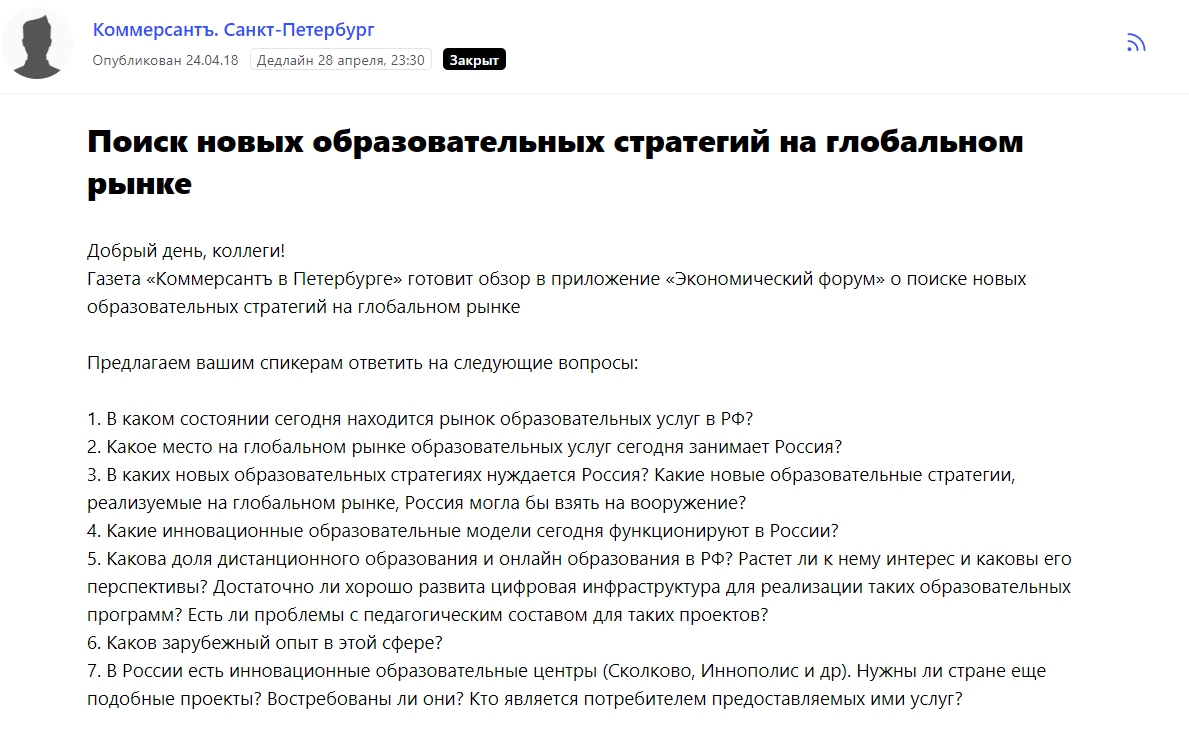 Коммерсантъ. Санкт-Петербург
Опубликован 24.04.18 Дедлайн 28 апреля, 23:30 Закрыт
Поиск новых образовательных стратегий на глобальном
рынке
Добрый день, коллеги!
Газета «Коммерсантъ в Петербурге» готовит обзор в приложение «Экономический форум» о поиске новых
образовательных стратегий на глобальном рынке
Предлагаем вашим спикерам ответить на следующие вопросы:
1. В каком состоянии сегодня находится рынок образовательных услуг в РФ?
2. Какое место на глобальном рынке образовательных услуг сегодня занимает Россия?
3. В каких новых образовательных стратегиях нуждается Россия? Какие новые образовательные стратегии,
реализуемые на глобальном рынке, Россия могла бы взять на вооружение?
4. Какие инновационные образовательные модели сегодня функционируют в России?
5. Какова доля дистанционного образования и онлайн образования в РФ? Растет ли к нему интерес и каковы его
перспективы? Достаточно ли хорошо развита цифровая инфраструктура для реализации таких образовательных
программ? Есть ли проблемы с педагогическим составом для таких проектов?
6. Каков зарубежный опыт в этой сфере?
7. В России есть инновационные образовательные центры (Сколково, Иннополис и др). Нужны ли стране еще
подобные проекты? Востребованы ли они? Кто является потребителем предоставляемых ими услуг?